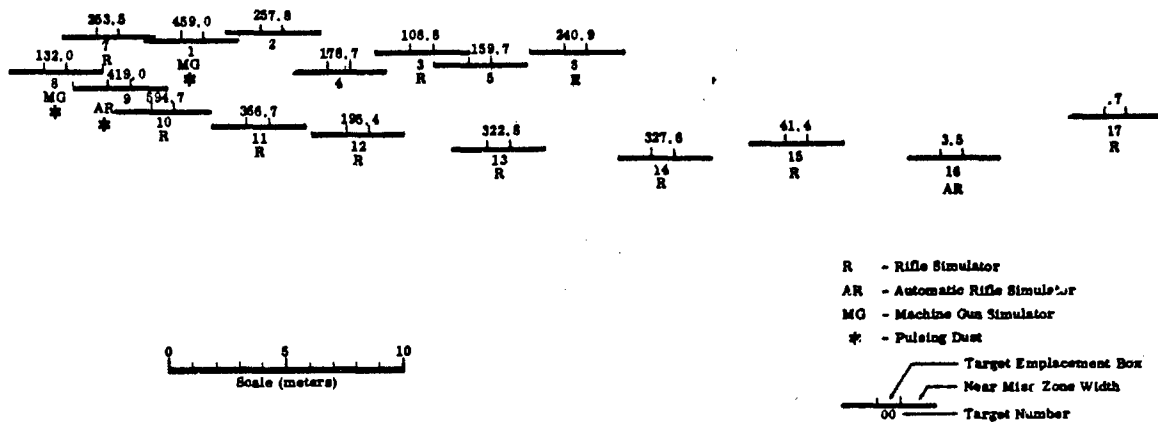 253.5
459.0
257.8
7
R
1
MG
*
2
132.0
8
MG
*
419.0
9
AR
*
594.7
10
R
176.7
4
3
R
159.7
5
240.9
366.7
11
R
195.4
12
R
322.8
13
R
327.6
14
R
41.4
15
R
3.5
16
AR
.7
17
R
R - Rifle Simulator
AR - Automatic Rifle Simulator
MG - Machine Gun Simulator
* - Pulsing Dust
Target Emplacement Box
Near Miss Zone Width
00 Target Number
0 5 10
Scale (meters)